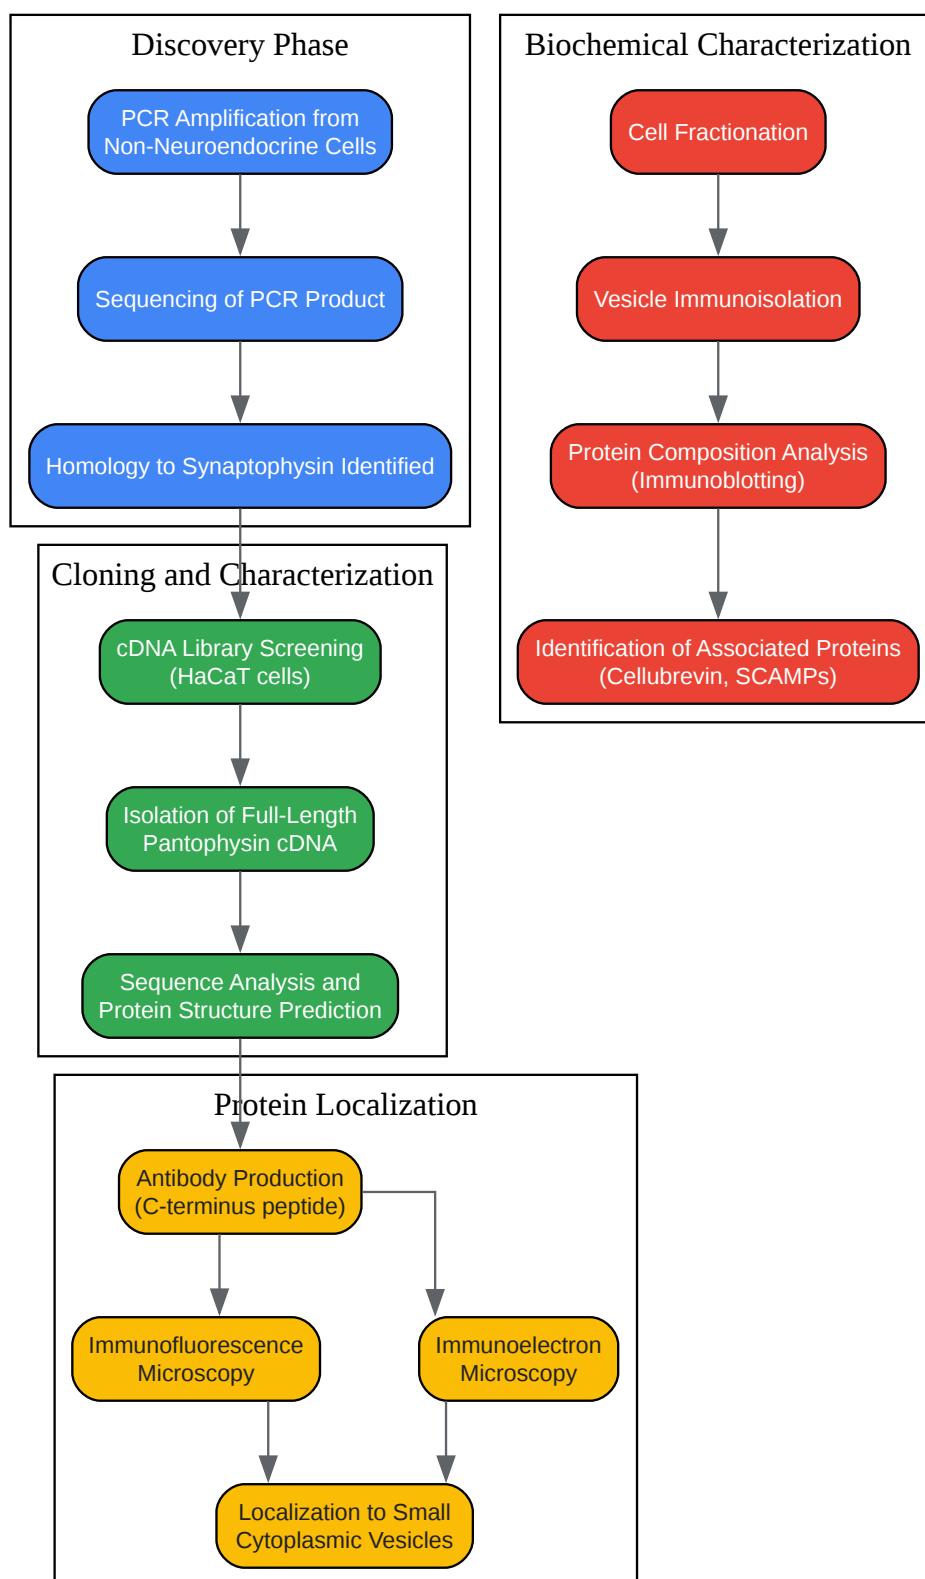 Discovery Phase
PCR Amplification from
Non-Neuroendocrine Cells
Sequencing of PCR Product
Homology to Synaptophysin Identified
Cloning and Characterization
cDNA Library Screening
(HaCaT cells)
Isolation of Full-Length
Pantophysin cDNA
Sequence Analysis and
Protein Structure Prediction
Protein Localization
Antibody Production
(C-terminus peptide)
Immunofluorescence
Microscopy
Immunoelectron
Microscopy
Localization to Small
Cytoplasmic Vesicles
Biochemical Characterization
Cell Fractionation
Vesicle Immunoisolation
Protein Composition Analysis
(Immunoblotting)
Identification of Associated Proteins
(Cellubrevin, SCAMPs)